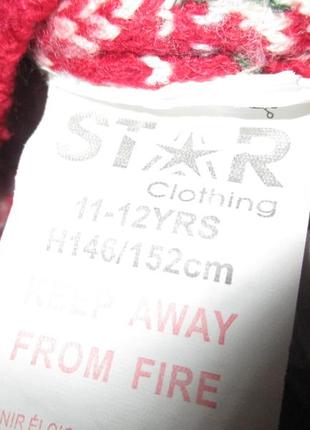 STAR
Clothing
11-12YRS
H146/152cm
KEEP AWAY
FROM FIRE